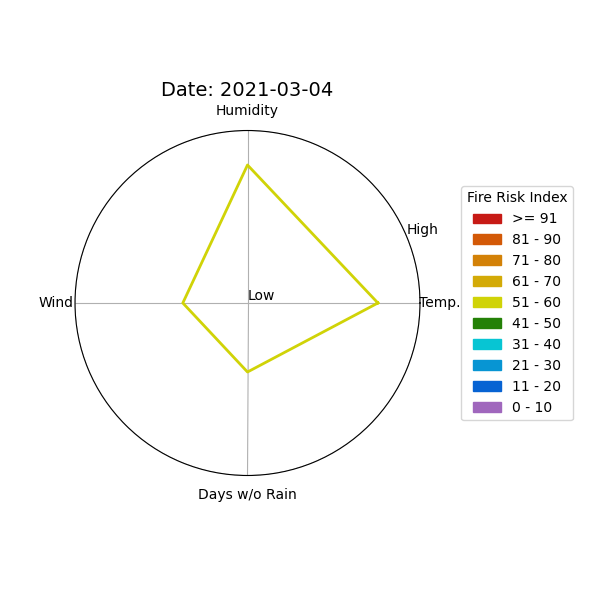 Date: 2021-03-04
Humidity
High
Low
Wind
Temp.
Days w/o Rain
Fire Risk Index
>= 91
81 - 90
71 - 80
61 - 70
51 - 60
41 - 50
31 - 40
21 - 30
11 - 20
0 - 10